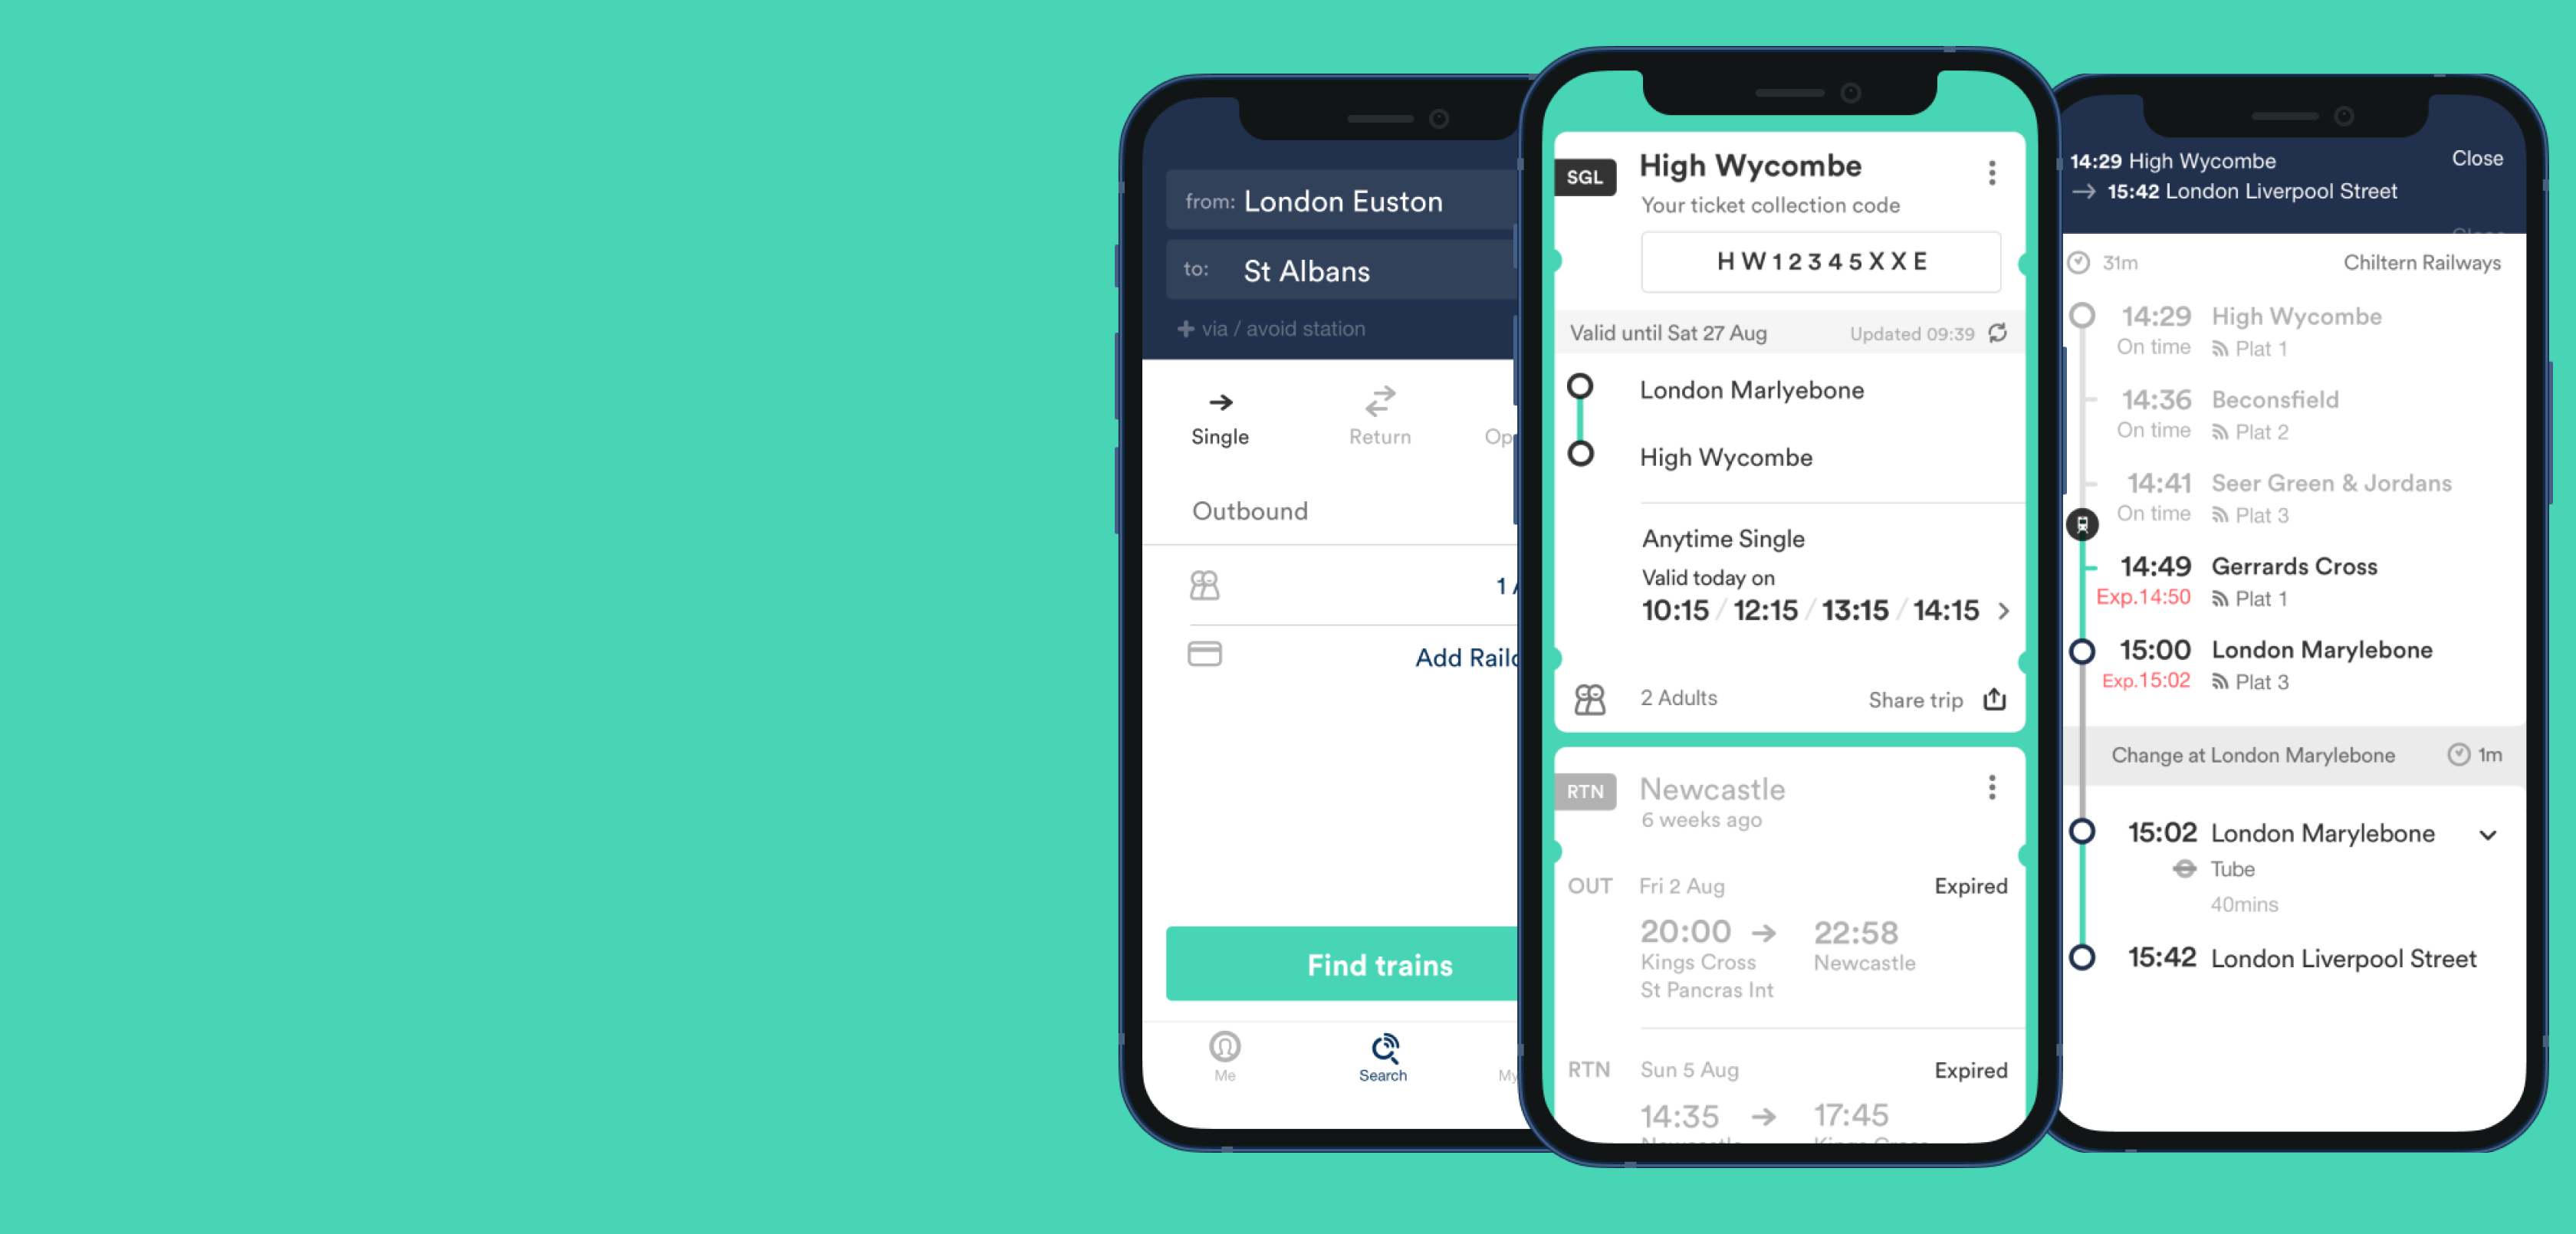 from: London Euston
to: St Albans
+ via / avoid station
Single
Return
Outbound
1
Add
Find trains
Me
Search
SGL
High Wycombe
Your ticket collection code
HW12345XXE
Valid until Sat 27 Aug
Updated 09:39
London Marlyebone
High Wycombe
Anytime Single
Valid today on
10:15 / 12:15 / 13:15 / 14:15
2 Adults
Share trip
RTN
Newcastle
6 weeks ago
OUT Fri 2 Aug Expired
20:00 → 22:58
Kings Cross Newcastle
St Pancras Int
RTN Sun 5 Aug Expired
14:35 → 17:45
14:29 High Wycombe Close
→ 15:42 London Liverpool Street
31m Chiltern Railways
14:29 High Wycombe
On time Plat 1
14:36 Beconsfield
On time Plat 2
14:41 Seer Green & Jordans
On time Plat 3
14:49 Gerrards Cross
Exp.14:50 Plat 1
15:00 London Marylebone
Exp.15:02 Plat 3
Change at London Marylebone 1m
15:02 London Marylebone
Tube
40mins
15:42 London Liverpool Street